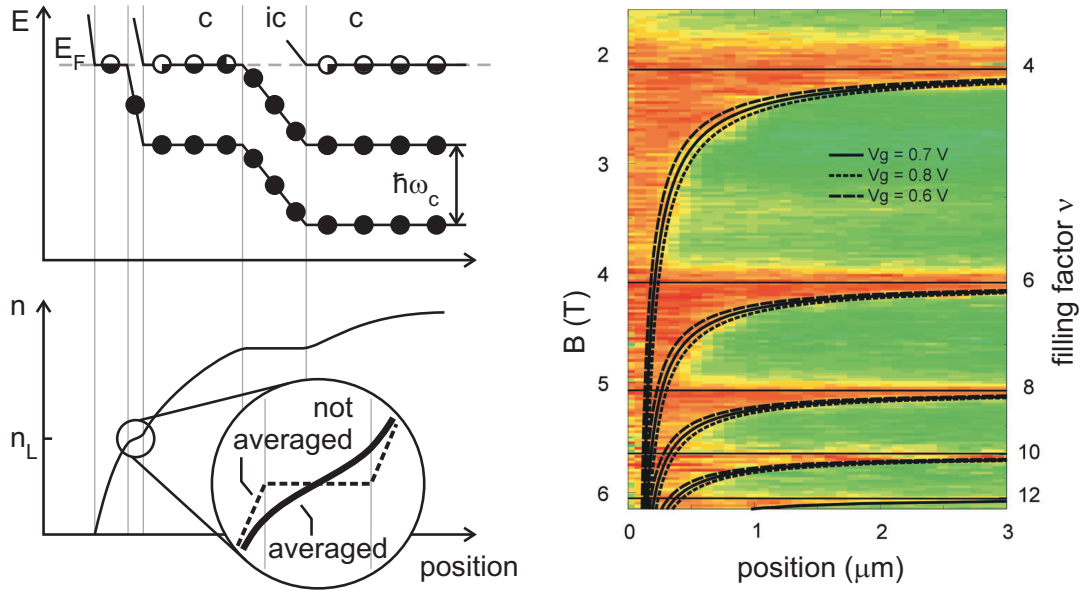 E
c
ic
c
E_F
ħω_c
n
n_L
not
averaged
averaged
position
2
3
4
5
6
B (T)
Vg = 0.7 V
Vg = 0.8 V
Vg = 0.6 V
4
6
8
10
12
filling factor ν
0
1
2
3
position (μm)